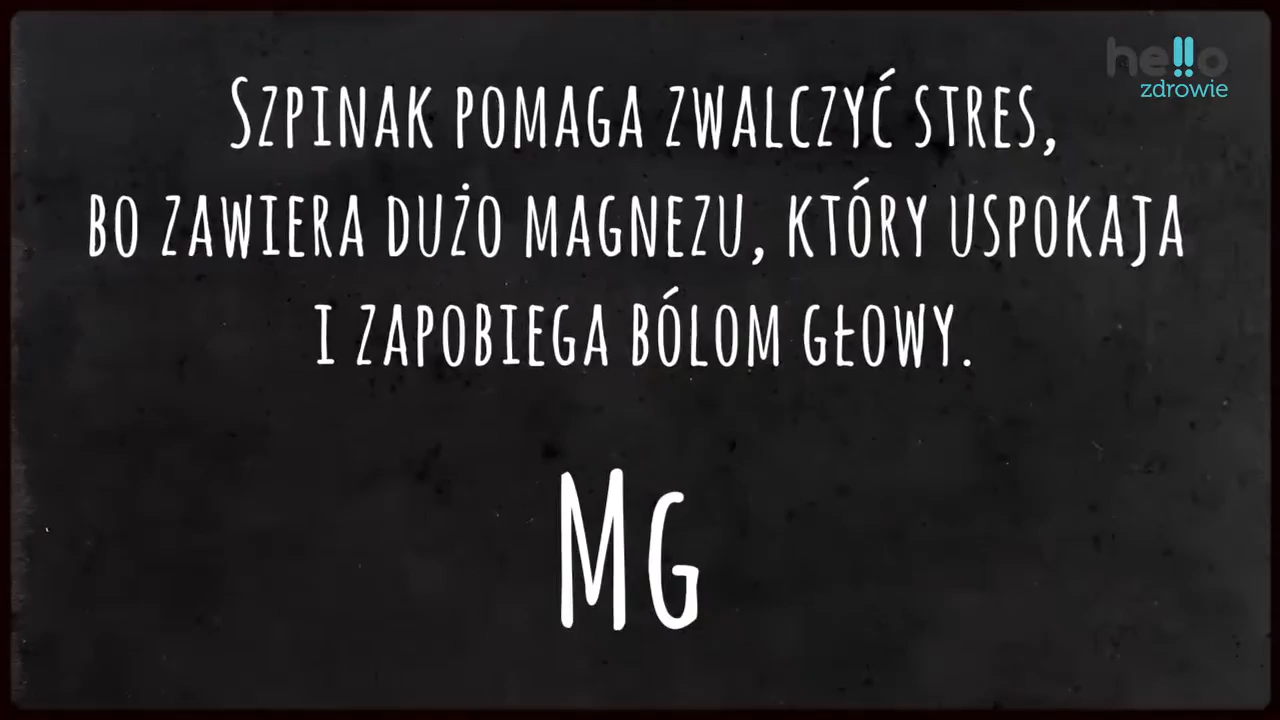 hello
zdrowie
Szpinak pomaga zwalczyć stres,
bo zawiera dużo magnezu, który uspokaja
i zapobiega bólom głowy.
Mg